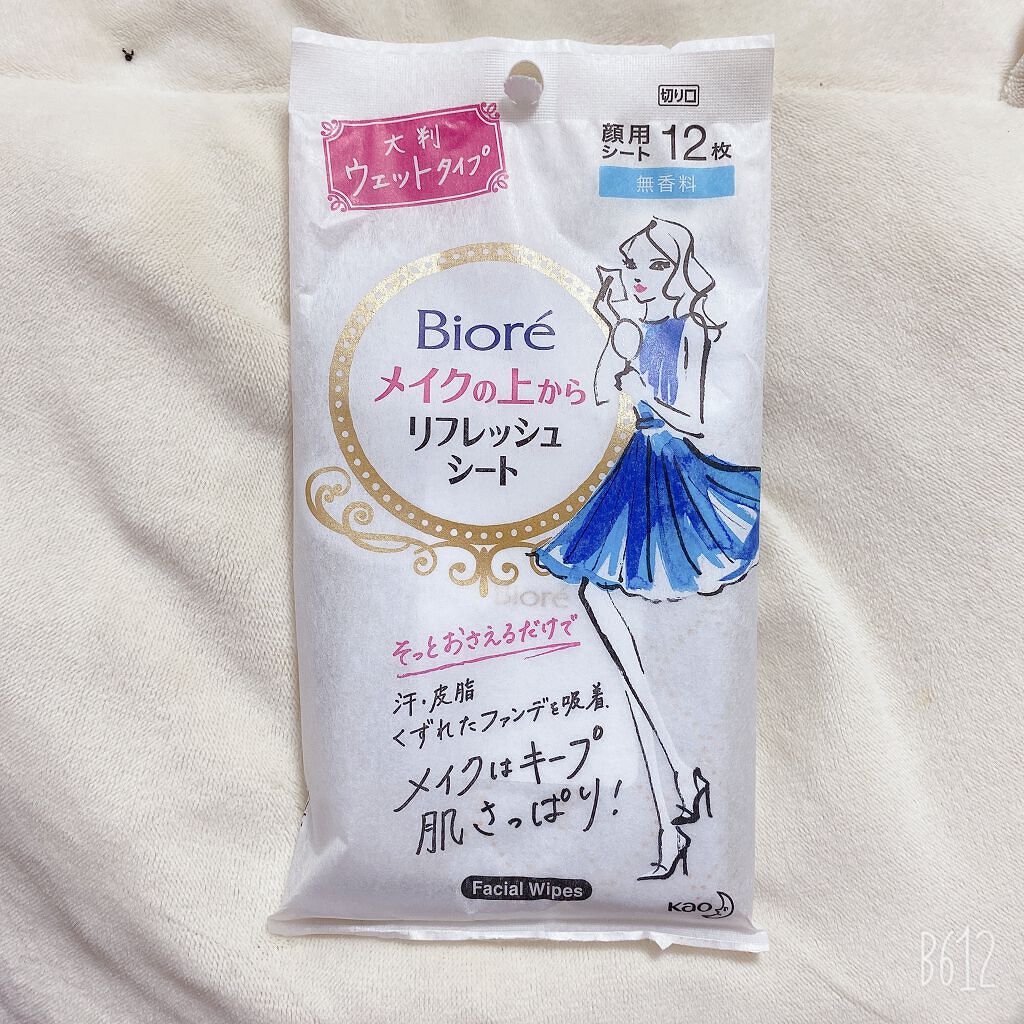 切り口
大判
ウェットタイプ
顔用
シート 12枚
無香料
Bioré
メイクの上から
リフレッシュ
シート
Bioré
そっとおさえるだけで
汗・皮脂
くずれたファンデを吸着、
メイクはキープ
肌さっぱり!
Facial Wipes
Kao
B612